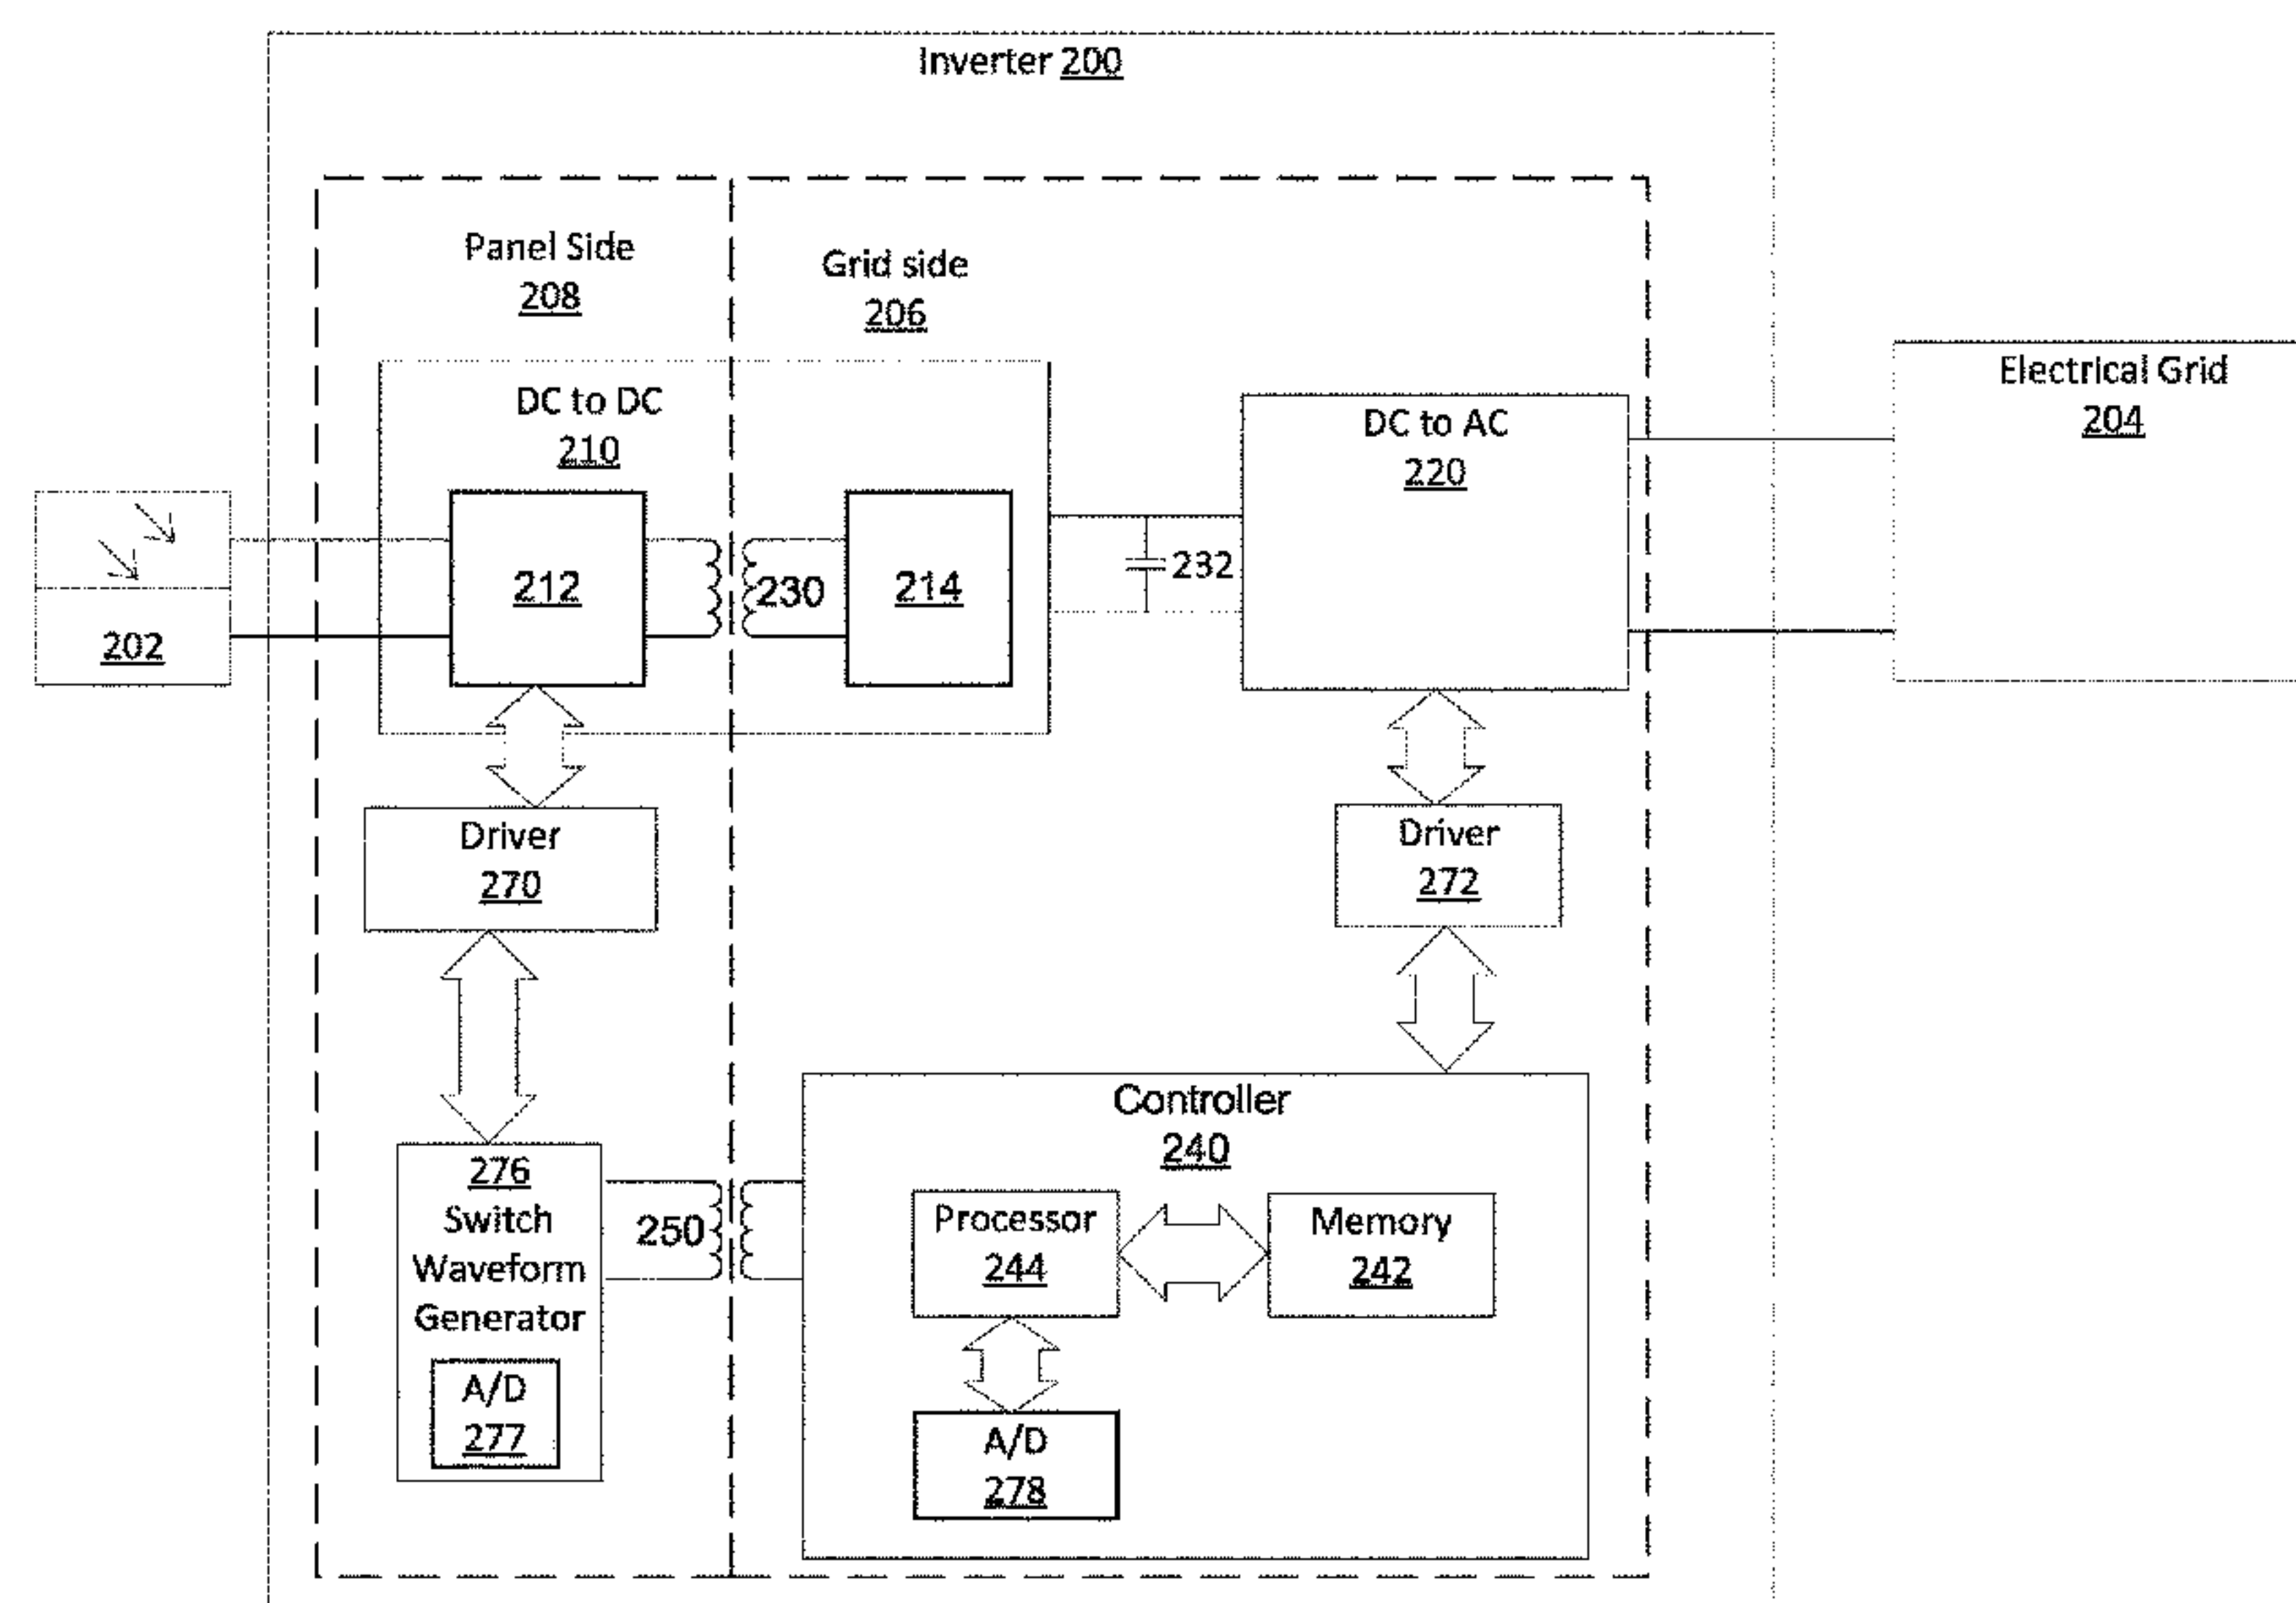 Inverter 200
Panel Side
208
Grid side
206
DC to DC
210
DC to AC
220
Electrical Grid
204
202
212
230
214
232
Driver
270
Driver
272
276
Switch
Waveform
Generator
A/D
277
250
Controller
240
Processor
244
Memory
242
A/D
278